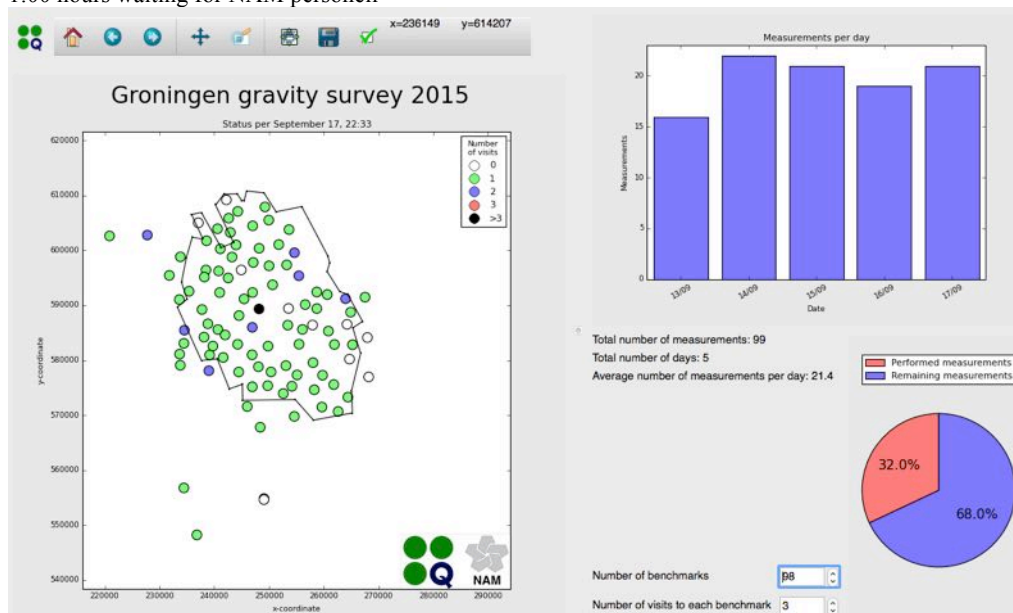 1.00 hours waiting for NAM personell
x=236149 y=614207
Q
Groningen gravity survey 2015
Status per September 17, 22:33
Number
of visits
0
1
2
3
>3
620000
610000
600000
590000
580000
570000
560000
550000
540000
y-coordinate
220000 230000 240000 250000 260000 270000 280000 290000
x-coordinate
Q
NAM
Measurements per day
20
15
10
5
0
Measurements
13/09 14/09 15/09 16/09 17/09
Date
Total number of measurements: 99
Total number of days: 5
Average number of measurements per day: 21.4
Performed measurements
Remaining measurements
32.0%
68.0%
Number of benchmarks 98
Number of visits to each benchmark 3